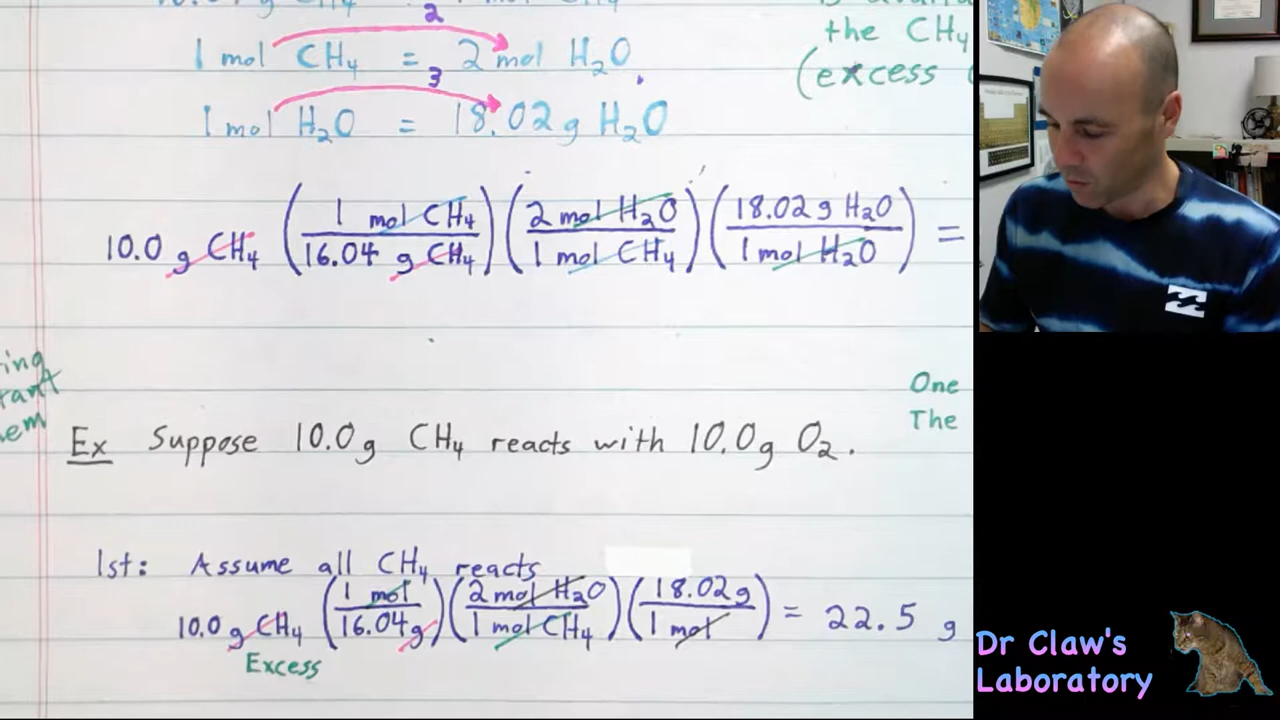 2
1 mol CH4 = 2 mol H2O
3
1 mol H2O = 18.02 g H2O
the CH4
(excess
10.0 g CH4 (1 mol CH4 / 16.04 g CH4) (2 mol H2O / 1 mol CH4) (18.02 g H2O / 1 mol H2O) =
One
The
Ex Suppose 10.0 g CH4 reacts with 10.0 g O2.
1st: Assume all CH4 reacts
10.0 g CH4 (1 mol / 16.04 g) (2 mol H2O / 1 mol CH4) (18.02 g / 1 mol) = 22.5 g
Excess
Dr Claw's
Laboratory